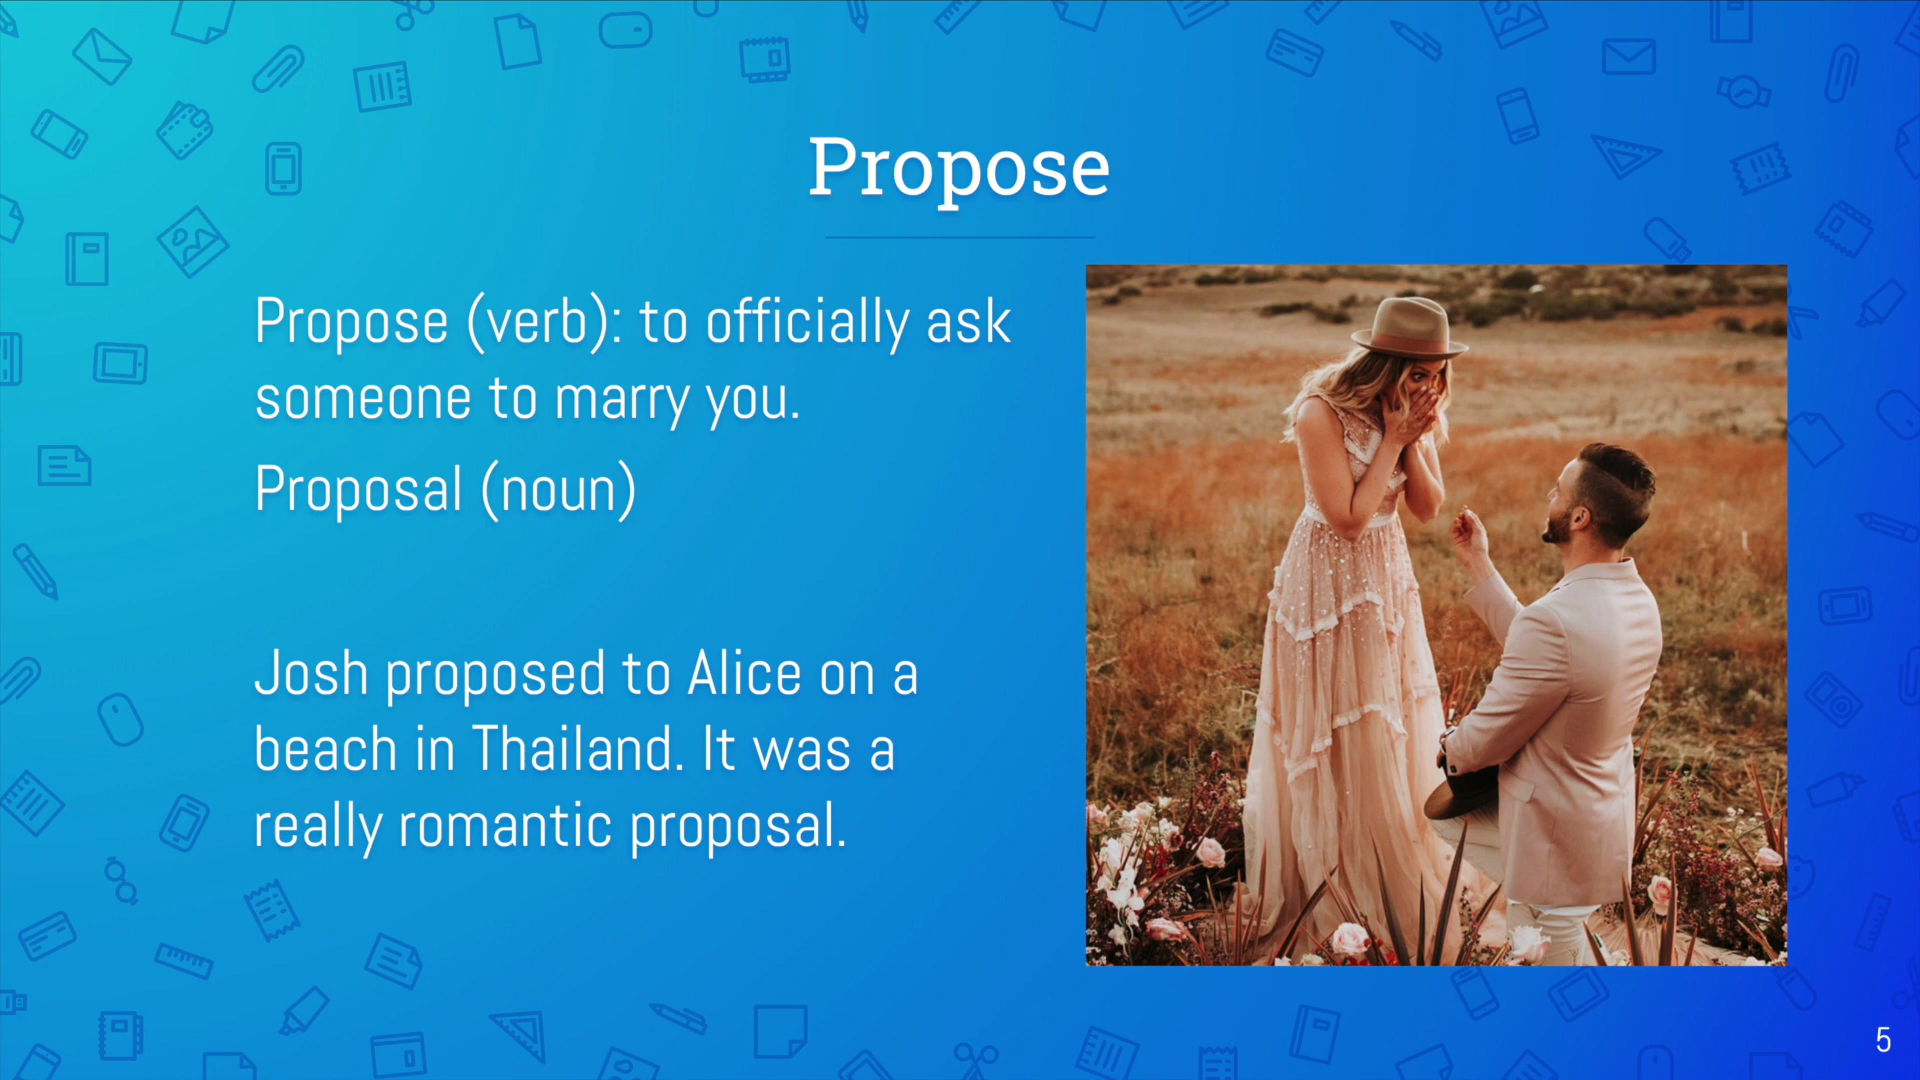 Propose
Propose (verb): to officially ask
someone to marry you.
Proposal (noun)
Josh proposed to Alice on a
beach in Thailand. It was a
really romantic proposal.
5